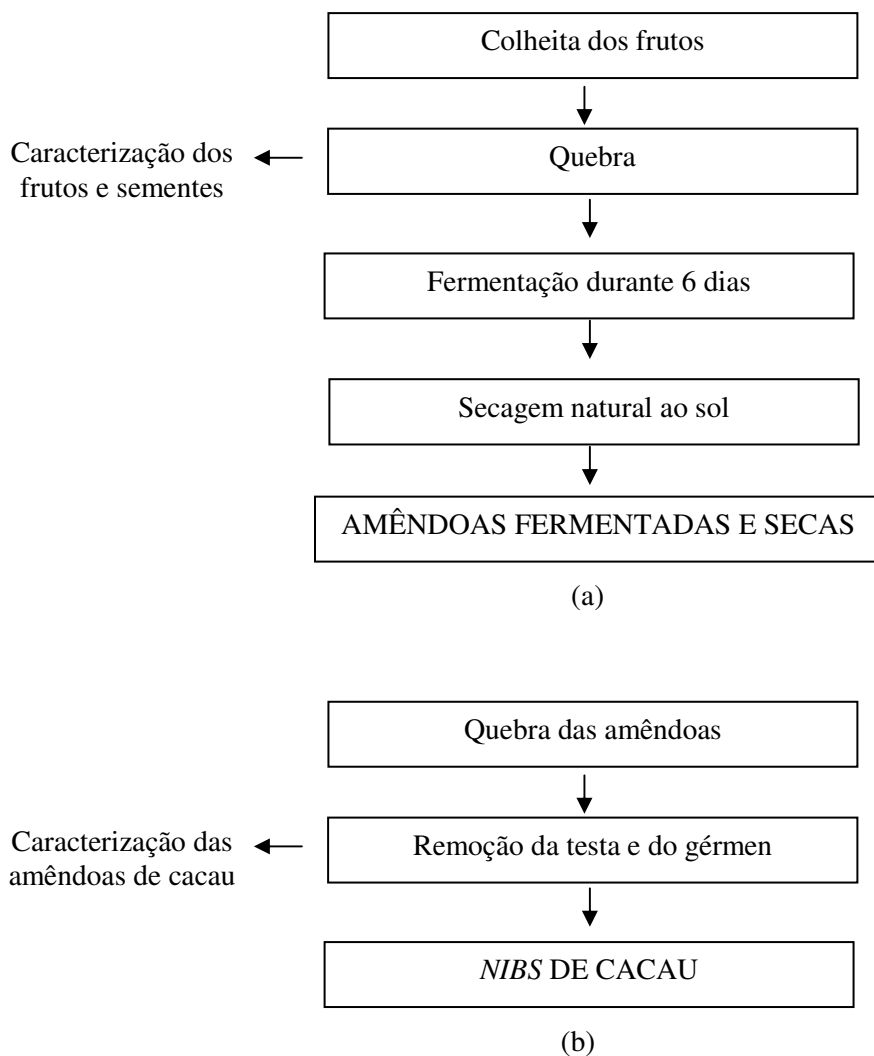 Colheita dos frutos
Caracterização dos
frutos e sementes
Quebra
Fermentação durante 6 dias
Secagem natural ao sol
AMÊNDOAS FERMENTADAS E SECAS
(a)
Quebra das amêndoas
Caracterização das
amêndoas de cacau
Remoção da testa e do gérmen
NIBS DE CACAU
(b)